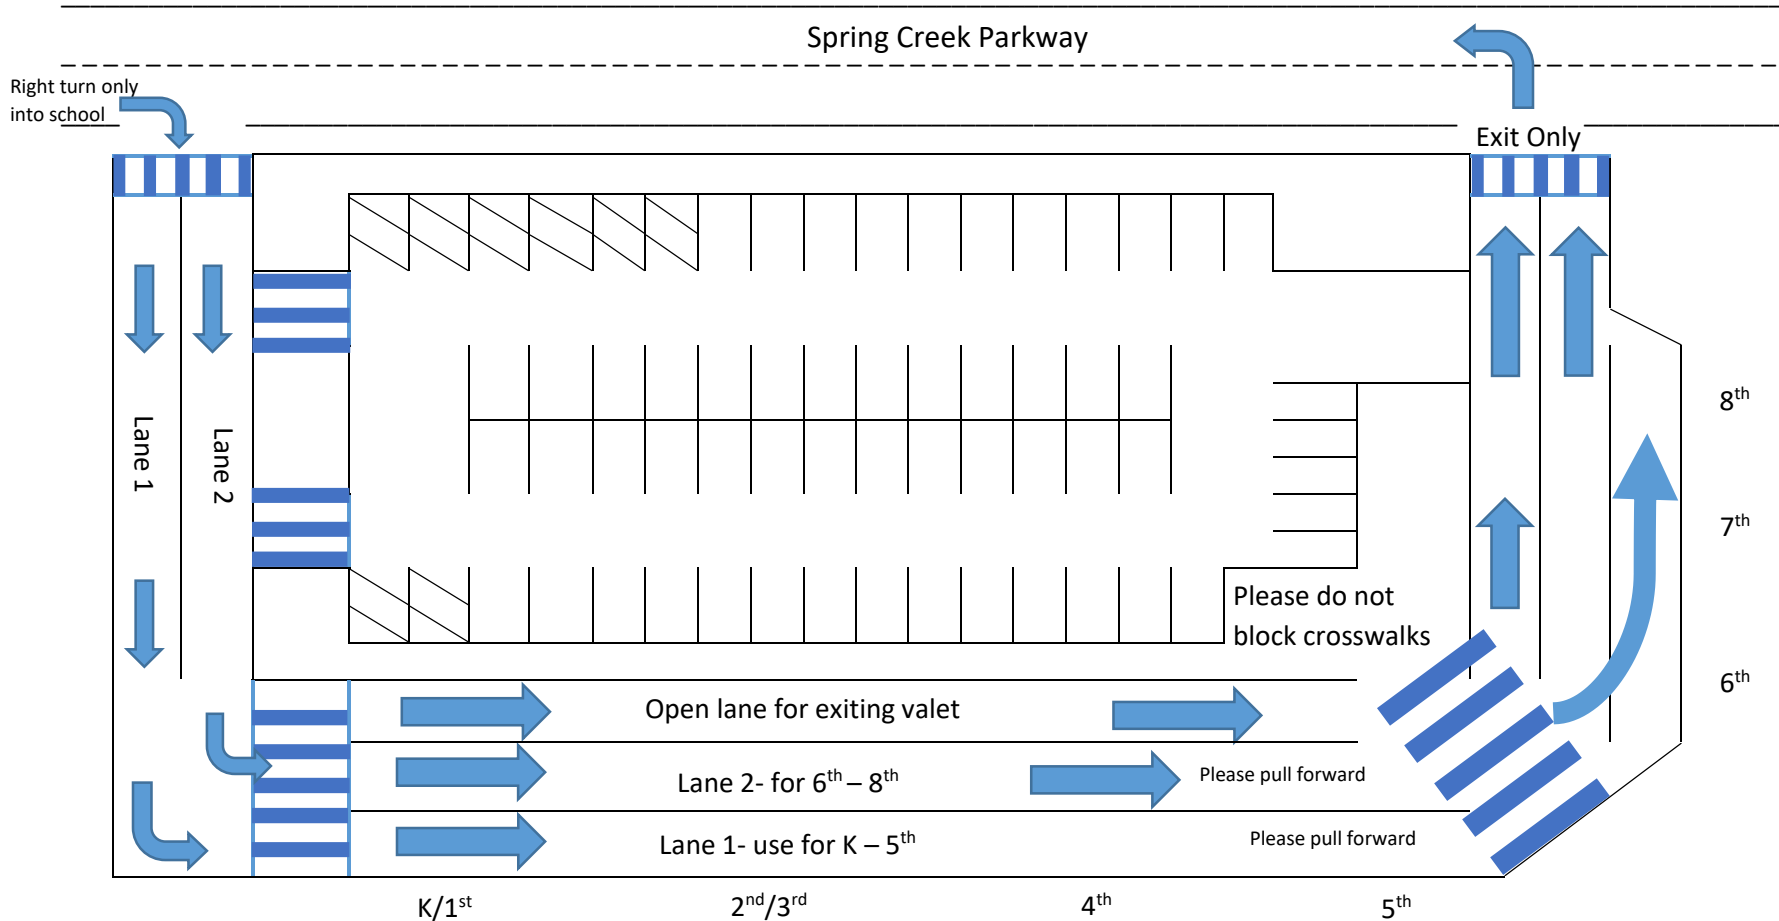 Spring Creek Parkway
Right turn only
into school
Exit Only
Lane 1
Lane 2
8th
7th
6th
Please do not
block crosswalks
Open lane for exiting valet
Lane 2- for 6th – 8th
Please pull forward
Lane 1- use for K – 5th
Please pull forward
K/1st
2nd/3rd
4th
5th